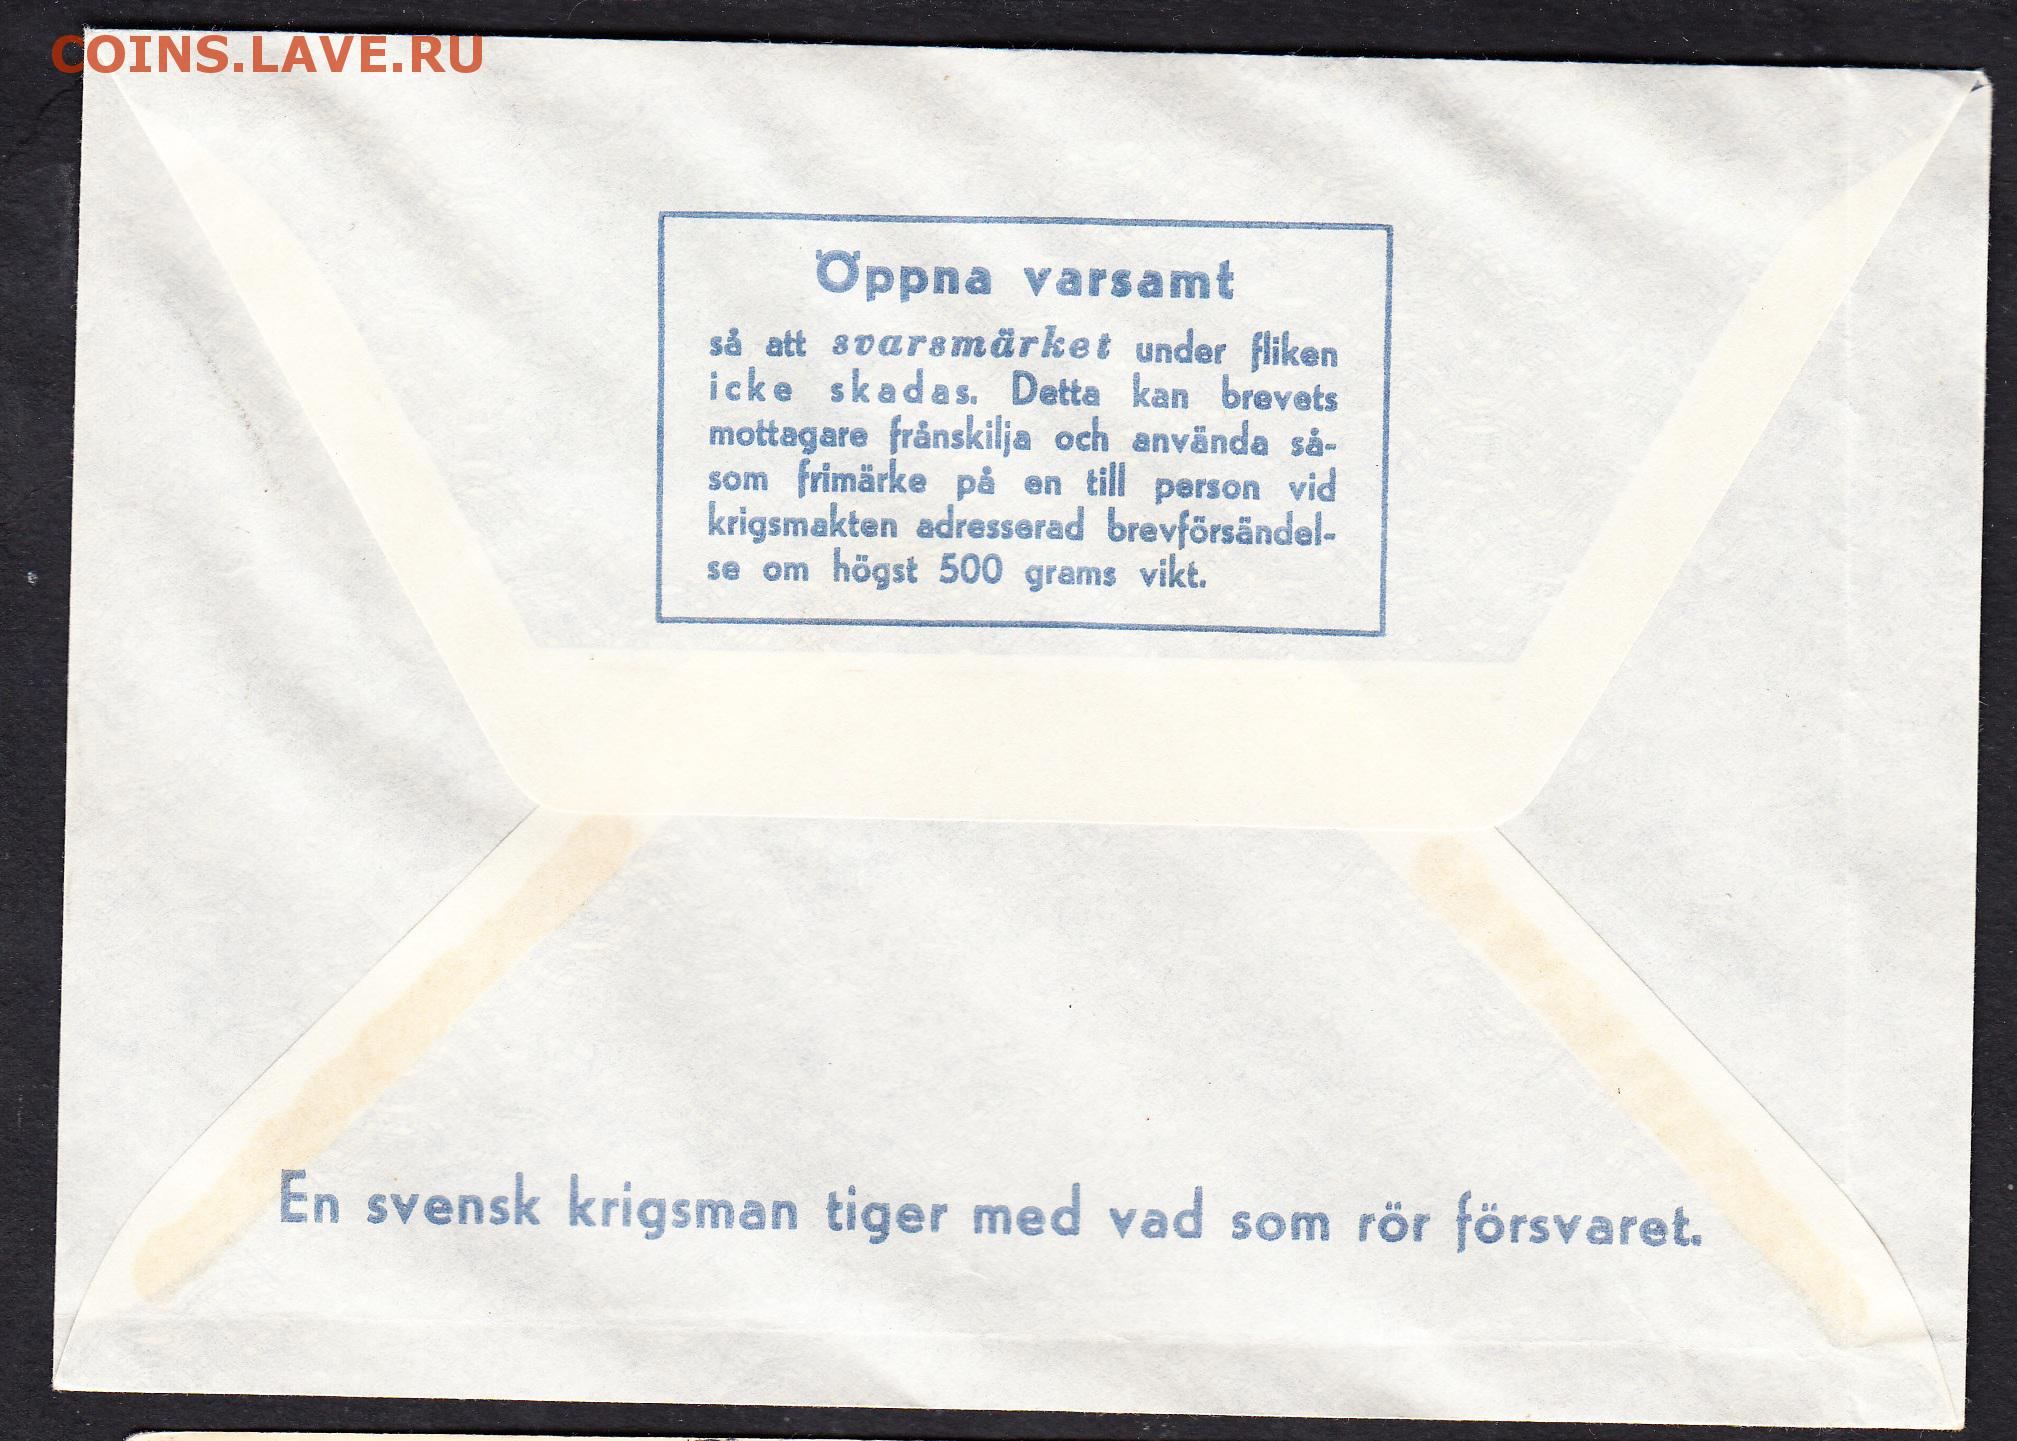 COINS.LAVE.RU
Öppna varsamt
så att svarsmärket under fliken
icke skadas. Detta kan brevets
mottagare frånskilja och använda så-
som frimärke på en till person vid
krigsmakten adresserad brevförsändel-
se om högst 500 grams vikt.
En svensk krigsman tiger med vad som rör försvaret.